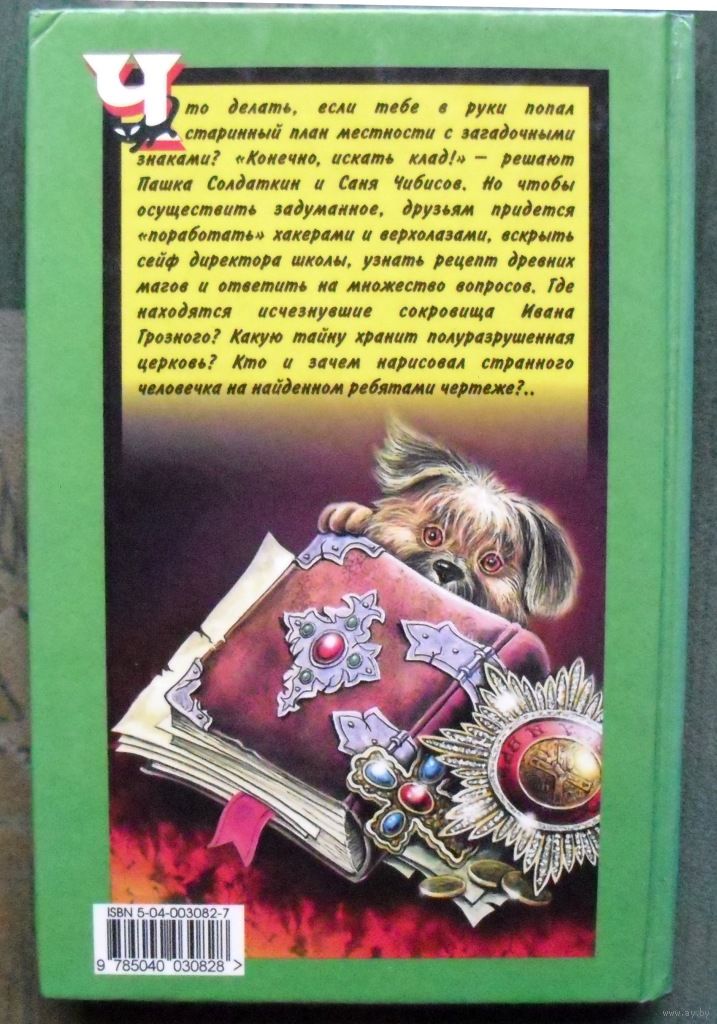 Что делать, если тебе в руки попал
старинный план местности с загадочными
знаками? «Конечно, искать клад!» — решают
Пашка Солдаткин и Саня Чибисов. Но чтобы
осуществить задуманное, друзьям придется
«поработать» хакерами и верхолазами, вскрыть
сейф директора школы, узнать рецепт древних
магов и ответить на множество вопросов. Где
находятся исчезнувшие сокровища Ивана
Грозного? Какую тайну хранит полуразрушенная
церковь? Кто и зачем нарисовал странного
человечка на найденном ребятами чертеже?..
ISBN 5-04-003082-7
9 785040 030828 >
www.ay.by